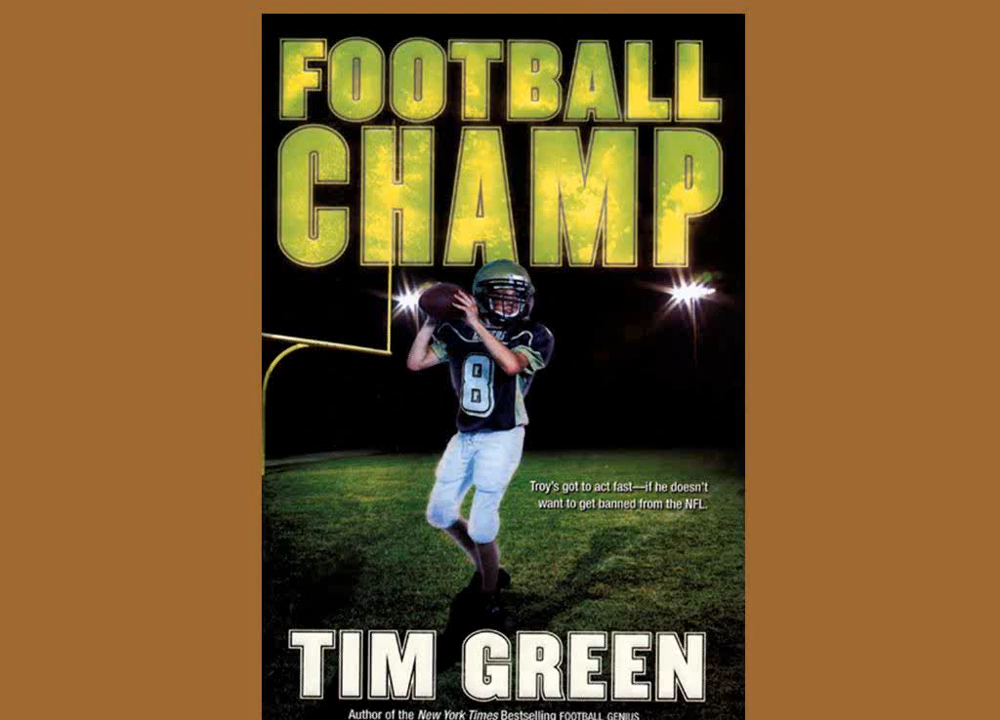 FOOTBALL
CHAMP
8
Troy's got to act fast—if he doesn't
want to get banned from the NFL.
TIM GREEN
Author of the New York Times Bestselling FOOTBALL GENIUS